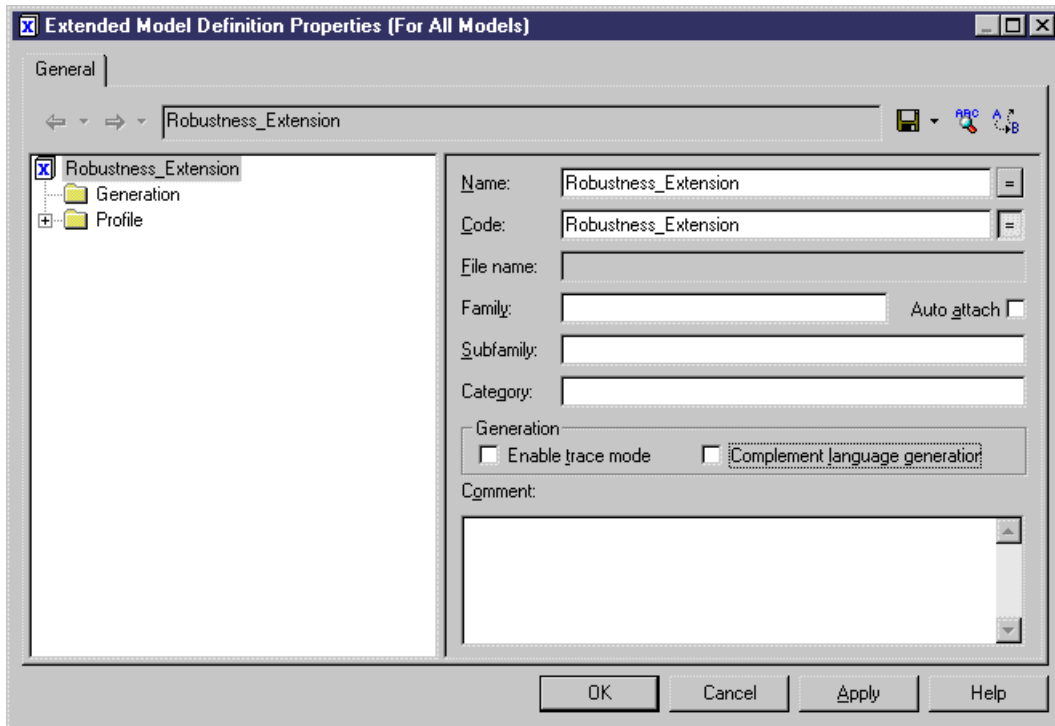 Extended Model Definition Properties (For All Models)
General
Robustness_Extension
Robustness_Extension
Generation
Profile
Name: Robustness_Extension =
Code: Robustness_Extension =
File name:
Family: Auto attach
Subfamily:
Category:
Generation
Enable trace mode Complement language generation
Comment:
OK Cancel Apply Help